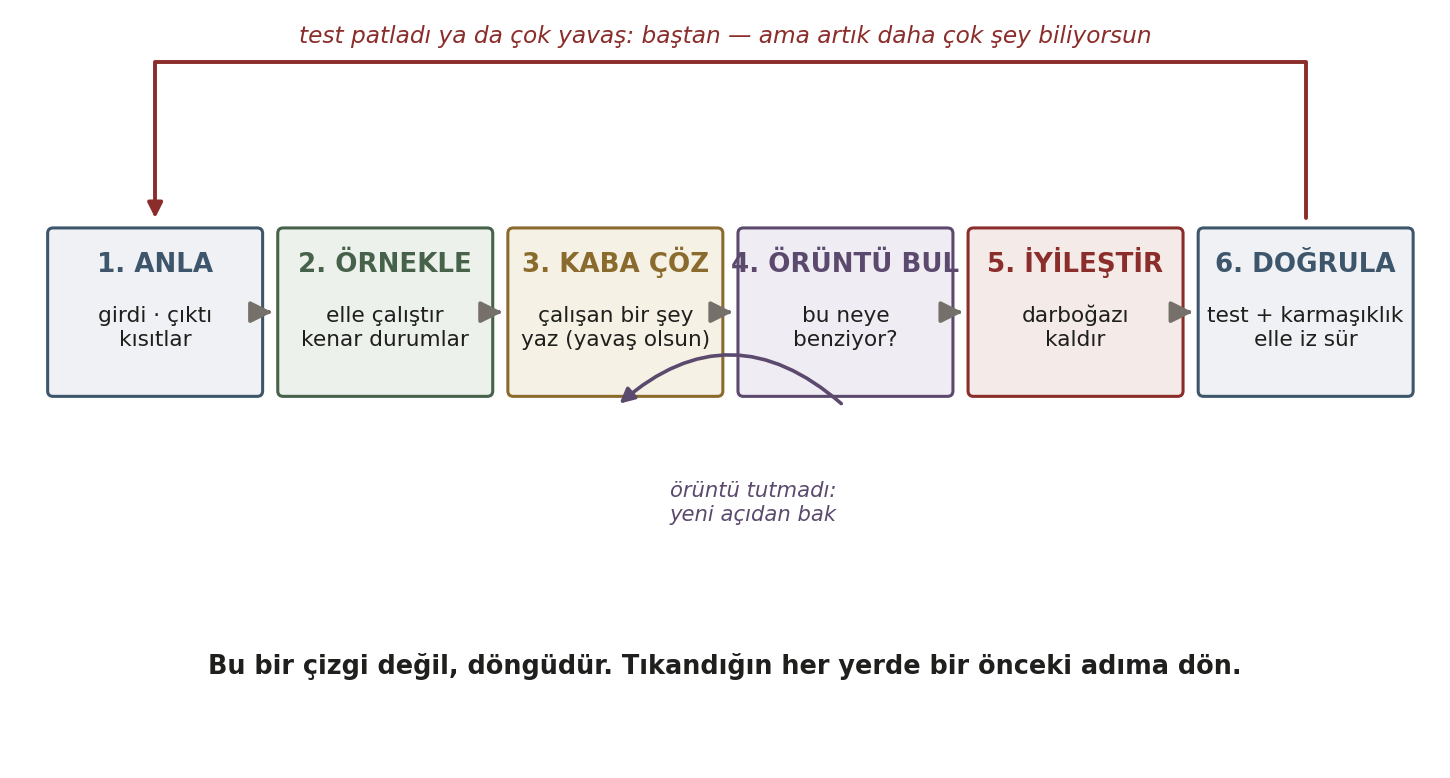 test patladı ya da çok yavaş: baştan — ama artık daha çok şey biliyorsun
1. ANLA
girdi · çıktı
kısıtlar
2. ÖRNEKLE
elle çalıştır
kenar durumlar
3. KABA ÇÖZ
çalışan bir şey
yaz (yavaş olsun)
4. ÖRÜNTÜ BUL
bu neye
benziyor?
5. İYİLEŞTİR
darboğazı
kaldır
6. DOĞRULA
test + karmaşıklık
elle iz sür
örüntü tutmadı:
yeni açıdan bak
Bu bir çizgi değil, döngüdür. Tıkandığın her yerde bir önceki adıma dön.